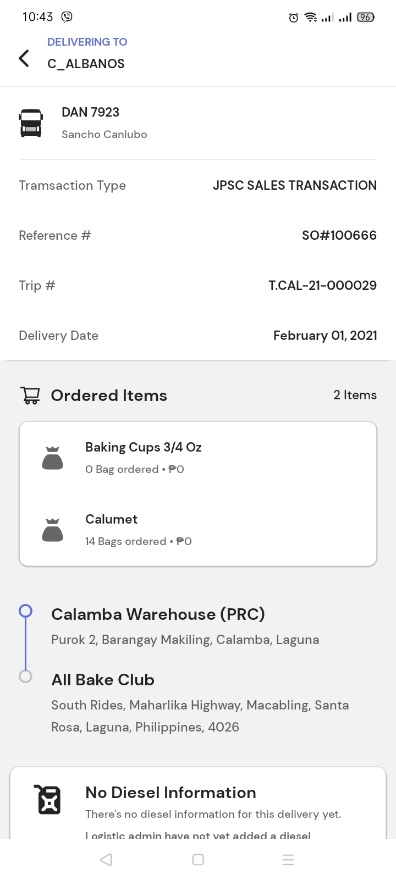 10:43
96
DELIVERING TO
C_ALBANOS
DAN 7923
Sancho Canlubo
Tramsaction Type JPSC SALES TRANSACTION
Reference # SO#100666
Trip # T.CAL-21-000029
Delivery Date February 01, 2021
Ordered Items 2 Items
Baking Cups 3/4 Oz
0 Bag ordered • ₱0
Calumet
14 Bags ordered • ₱0
Calamba Warehouse (PRC)
Purok 2, Barangay Makiling, Calamba, Laguna
All Bake Club
South Rides, Maharlika Highway, Macabling, Santa
Rosa, Laguna, Philippines, 4026
No Diesel Information
There's no diesel information for this delivery yet.
Logistic admin have not yet added a diesel